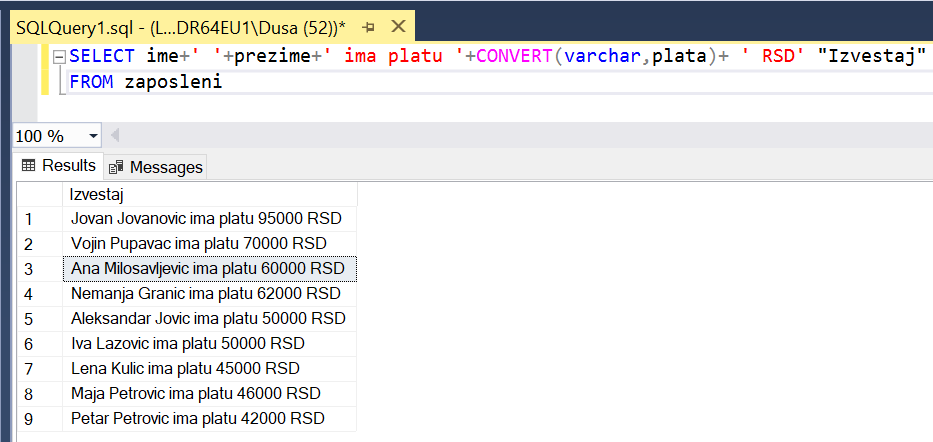 SQLQuery1.sql - (L...DR64EU1\Dusa (52))*
SELECT ime+' '+prezime+' ima platu '+CONVERT(varchar,plata)+ ' RSD' "Izvestaj"
FROM zaposleni
100 %
Results Messages
Izvestaj
1 Jovan Jovanovic ima platu 95000 RSD
2 Vojin Pupavac ima platu 70000 RSD
3 Ana Milosavljevic ima platu 60000 RSD
4 Nemanja Granic ima platu 62000 RSD
5 Aleksandar Jovic ima platu 50000 RSD
6 Iva Lazovic ima platu 50000 RSD
7 Lena Kulic ima platu 45000 RSD
8 Maja Petrovic ima platu 46000 RSD
9 Petar Petrovic ima platu 42000 RSD